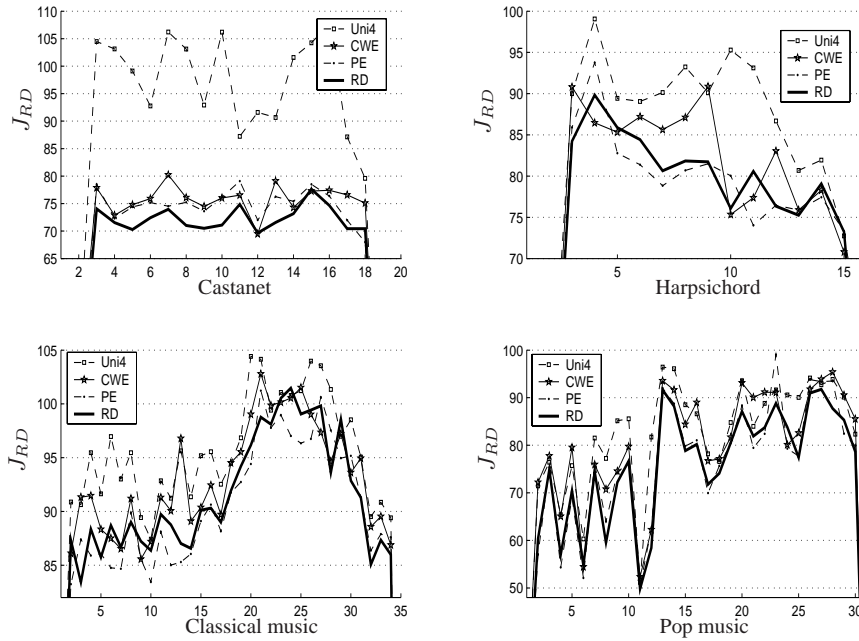 110
105
100
95
90
85
80
75
70
65
2 4 6 8 10 12 14 16 18 20
J_RD
Castanet
Uni4
CWE
PE
RD
100
95
90
85
80
75
70
5 10 15
J_RD
Harpsichord
Uni4
CWE
PE
RD
105
100
95
90
85
5 10 15 20 25 30 35
J_RD
Classical music
Uni4
CWE
PE
RD
100
90
80
70
60
50
5 10 15 20 25 30
J_RD
Pop music
Uni4
CWE
PE
RD